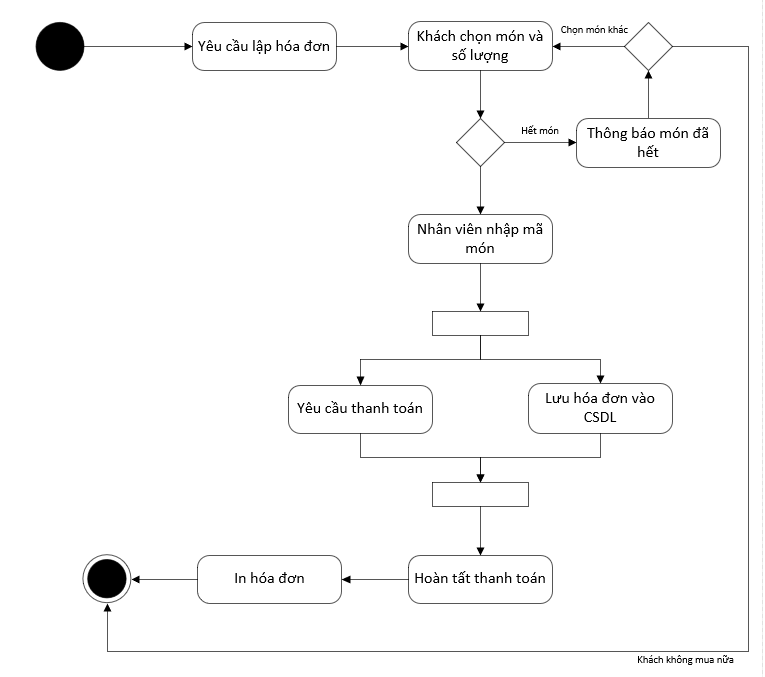 Yêu cầu lập hóa đơn
Khách chọn món và
số lượng
Chọn món khác
Hết món
Thông báo món đã
hết
Nhân viên nhập mã
món
Yêu cầu thanh toán
Lưu hóa đơn vào
CSDL
In hóa đơn
Hoàn tất thanh toán
Khách không mua nữa